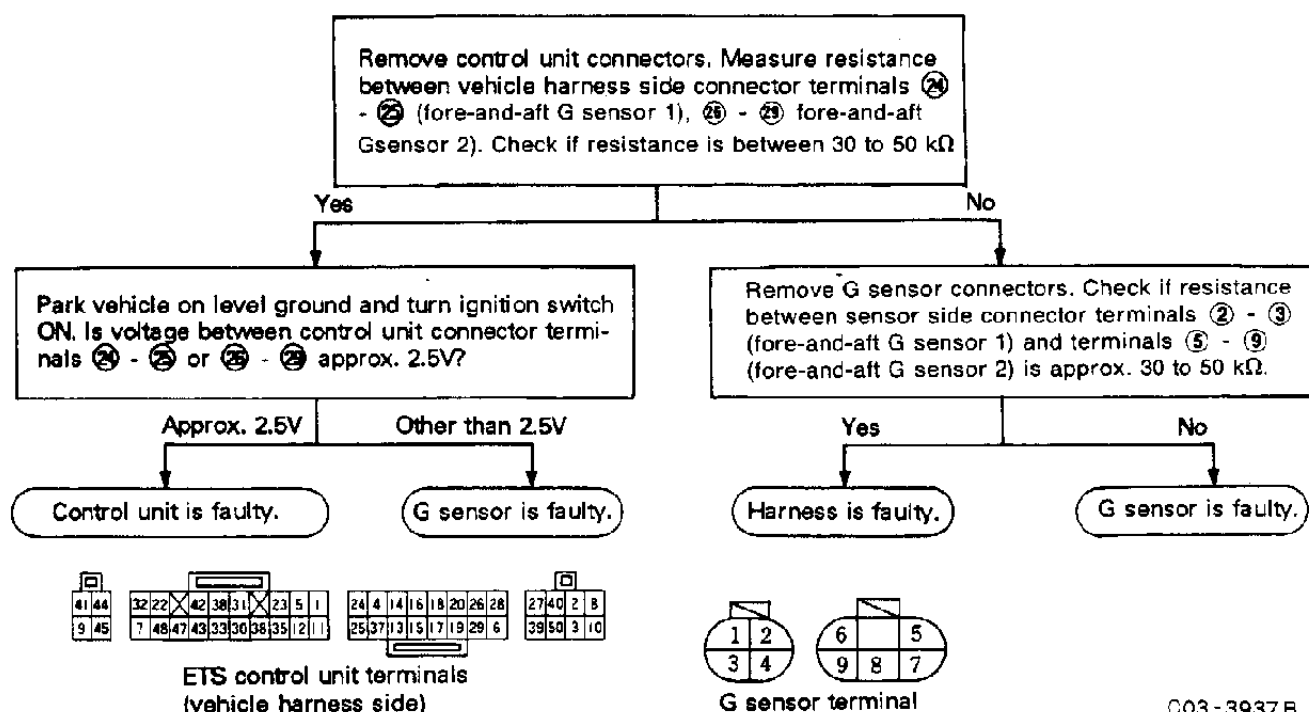 Remove control unit connectors. Measure resistance
between vehicle harness side connector terminals ㉔
- ㉕ (fore-and-aft G sensor 1), ㉖ - ㉙ fore-and-aft
Gsensor 2). Check if resistance is between 30 to 50 kΩ
Yes
No
Park vehicle on level ground and turn ignition switch
ON. Is voltage between control unit connector termi-
nals ㉔ - ㉕ or ㉖ - ㉙ approx. 2.5V?
Remove G sensor connectors. Check if resistance
between sensor side connector terminals ② - ③
(fore-and-aft G sensor 1) and terminals ⑤ - ⑨
(fore-and-aft G sensor 2) is approx. 30 to 50 kΩ.
Approx. 2.5V
Other than 2.5V
Yes
No
Control unit is faulty.
G sensor is faulty.
Harness is faulty.
G sensor is faulty.
41 44
9 45
32 22 42 38 31 23 5 1
7 48 47 43 33 30 38 35 12 11
24 4 14 16 18 20 26 28
25 37 13 15 17 19 29 6
27 40 2 8
39 50 3 10
1 2
3 4
6 5
9 8 7
ETS control unit terminals
(vehicle harness side)
G sensor terminal
C03-3937B